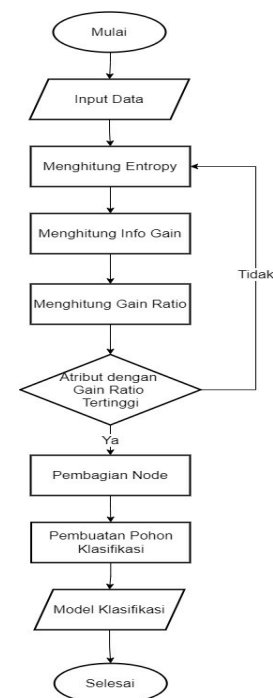 Mulai
Input Data
Menghitung Entropy
Menghitung Info Gain
Tidak
Menghitung Gain Ratio
Atribut dengan
Gain Ratio
Tertinggi
Ya
Pembagian Node
Pembuatan Pohon
Klasifikasi
Model Klasifikasi
Selesai